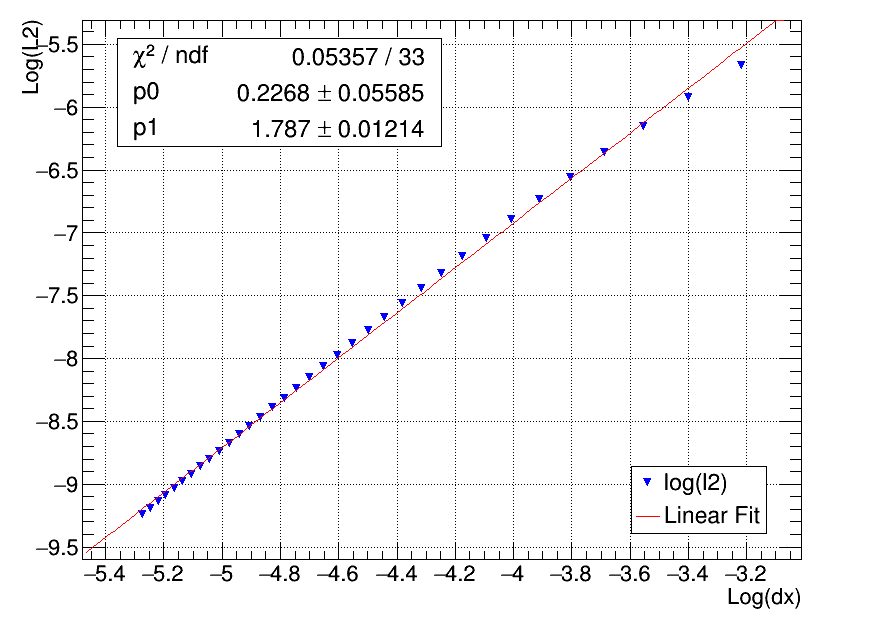 Log(L2)
χ² / ndf 0.05357 / 33
p0 0.2268 ± 0.05585
p1 1.787 ± 0.01214
−5.5
−6
−6.5
−7
−7.5
−8
−8.5
−9
−9.5
log(l2)
Linear Fit
−5.4 −5.2 −5 −4.8 −4.6 −4.4 −4.2 −4 −3.8 −3.6 −3.4 −3.2
Log(dx)